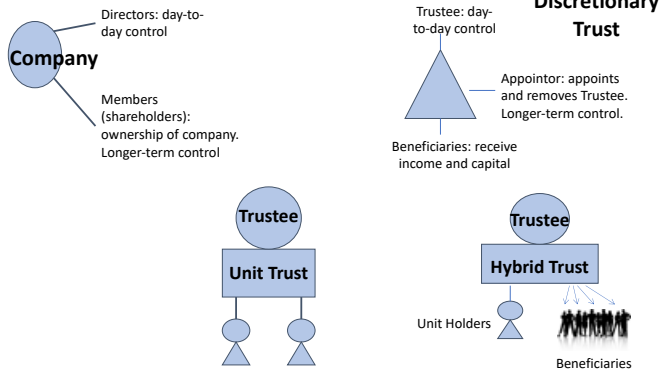 Directors: day-to-
day control
Company
Members
(shareholders):
ownership of company.
Longer-term control
Discretionary
Trust
Trustee: day-
to-day control
Appointor: appoints
and removes Trustee.
Longer-term control.
Beneficiaries: receive
income and capital
Trustee
Unit Trust
Trustee
Hybrid Trust
Unit Holders
Beneficiaries